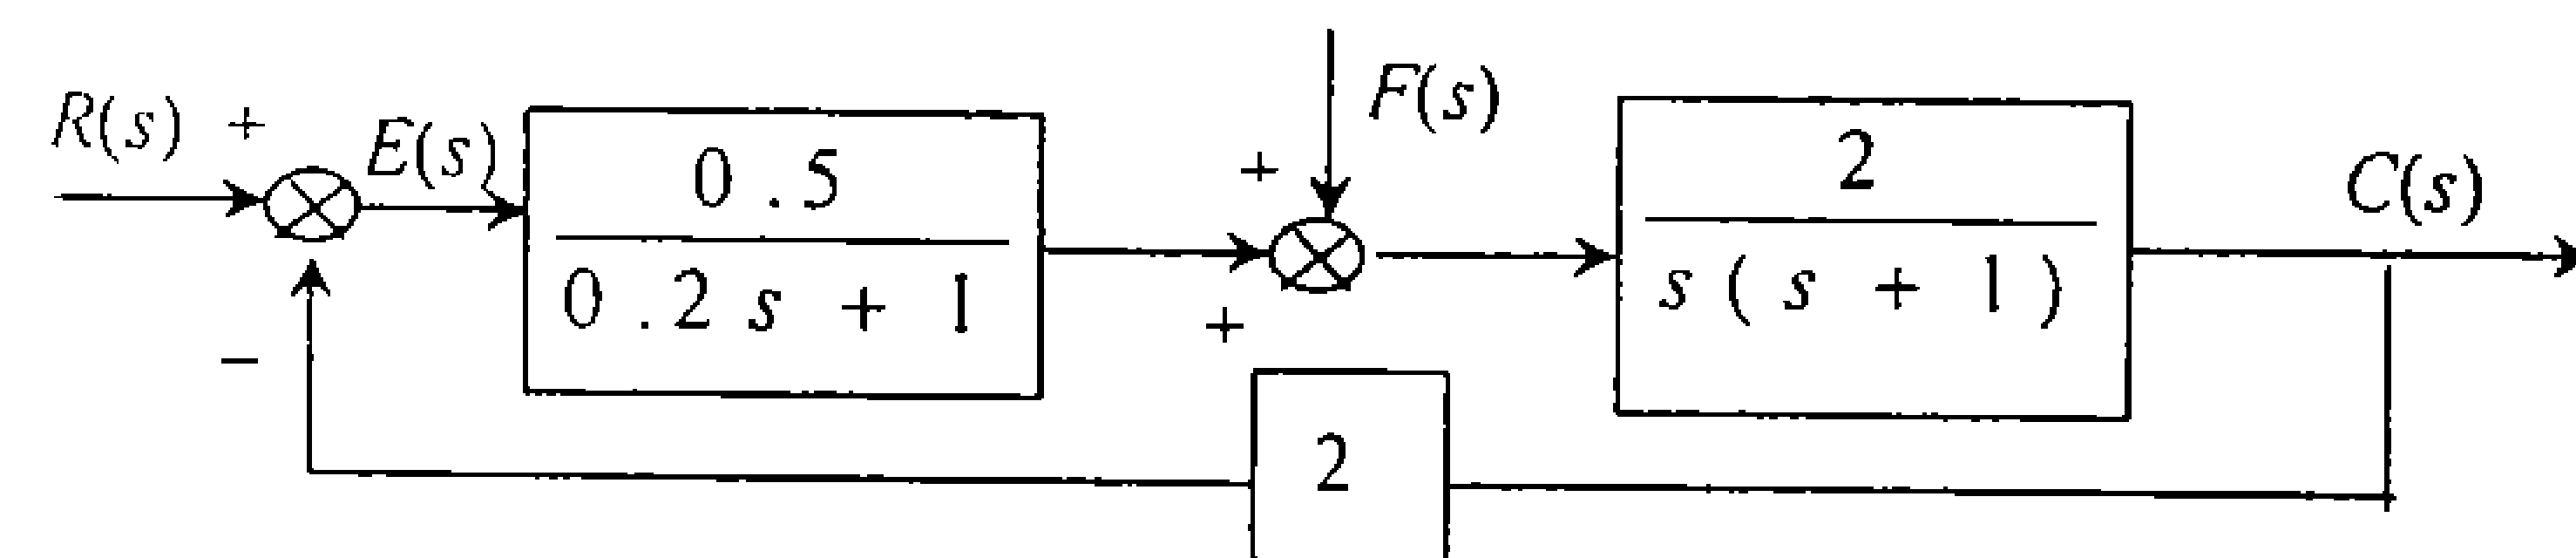 R(s) +
E(s)
0.5
0.2s + 1
F(s)
+
+
2
s(s + 1)
C(s)
−
2